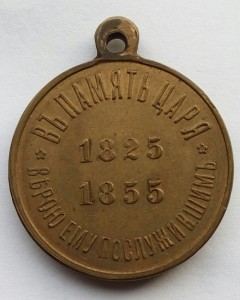 ВЪ ПАМЯТЬ ЦАРЯ
1825
1855
ВѢРОЮ ЕМУ ПОСЛУЖИВШИМЪ